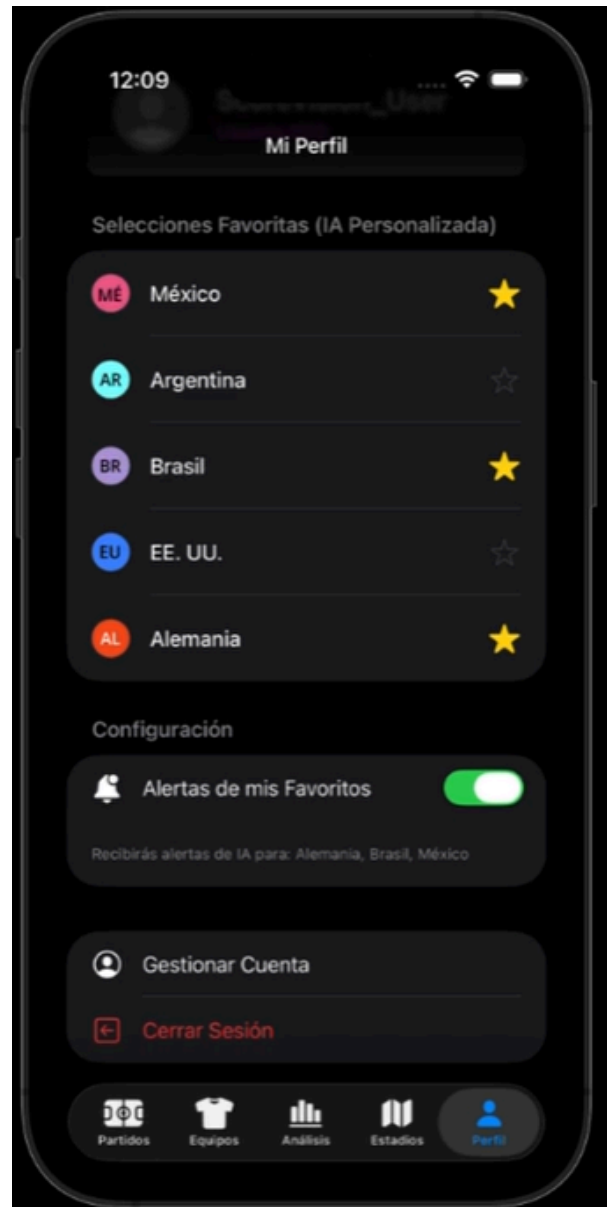 12:09
Mi Perfil
Selecciones Favoritas (IA Personalizada)
MÉ México
AR Argentina
BR Brasil
EU EE. UU.
AL Alemania
Configuración
Alertas de mis Favoritos
Recibirás alertas de IA para: Alemania, Brasil, México
Gestionar Cuenta
Cerrar Sesión
Partidos Equipos Análisis Estadios Perfil